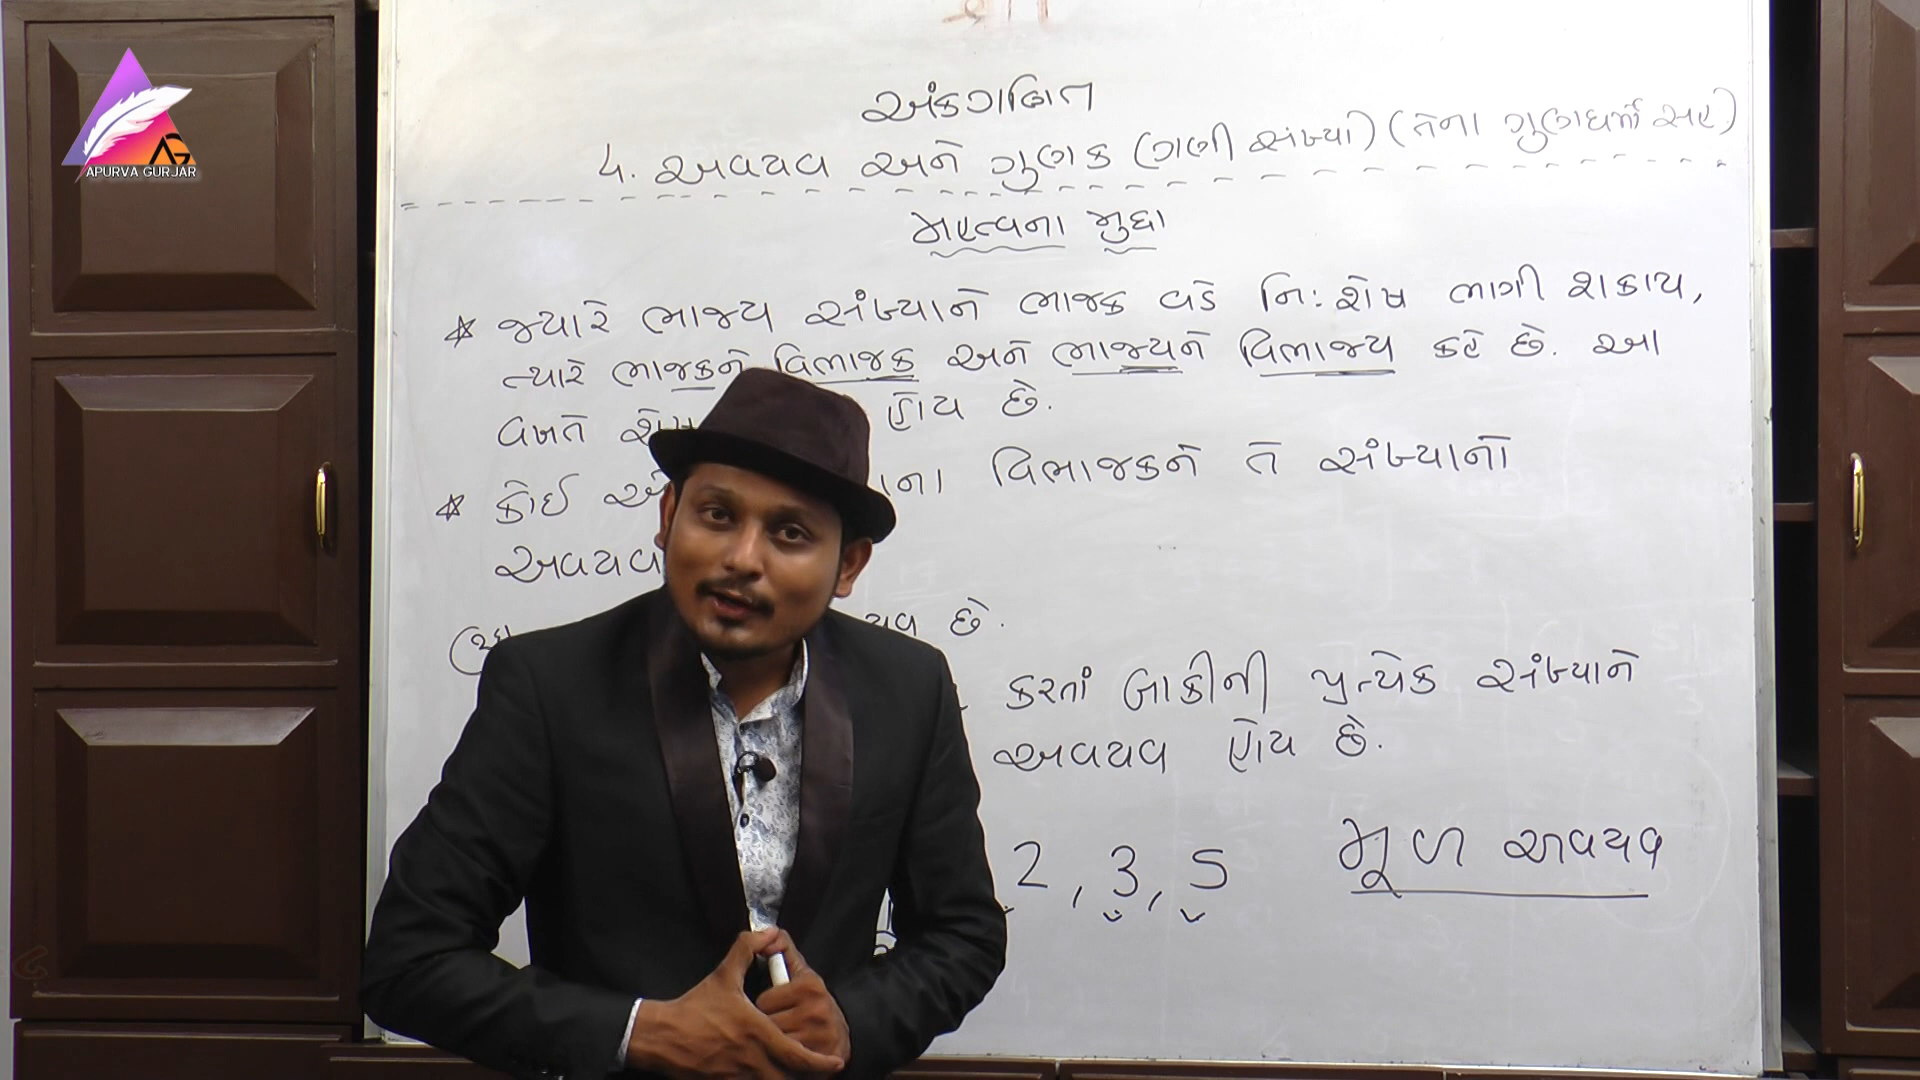 AG
APURVA GURJAR
અંકગણિત
4. અવયવ અને ગુણક (ગણી સંખ્યા) (તેના ગુણધર્મો સહ)
મહત્વના મુદ્દા
* જ્યારે ભાજ્ય સંખ્યાને ભાજક વડે નિ:શેષ ભાગી શકાય,
ત્યારે ભાજકને વિભાજક અને ભાજ્યને વિભાજ્ય કહે છે. આ
વખતે શેષ હોય છે.
* કોઈ વિભાજકને તે સંખ્યાનો
અવયવ
છે.
કરતાં બાકીની પ્રત્યેક સંખ્યાને
અવયવ હોય છે.
2, 3, 5 મૂળ અવયવ